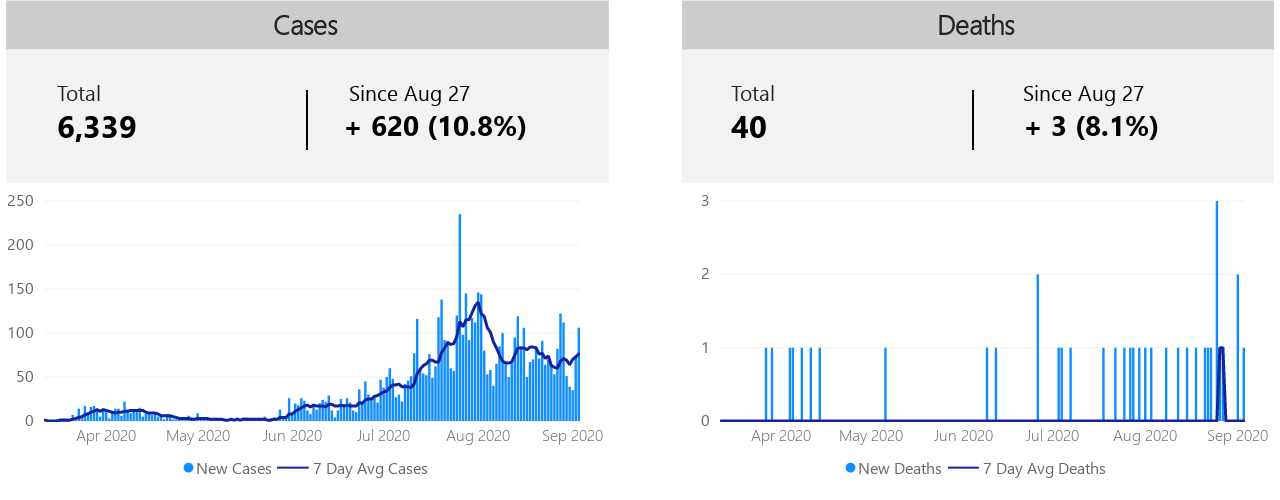 Cases
Total
6,339
Since Aug 27
+ 620 (10.8%)
250
200
150
100
50
0
Apr 2020 May 2020 Jun 2020 Jul 2020 Aug 2020 Sep 2020
New Cases 7 Day Avg Cases
Deaths
Total
40
Since Aug 27
+ 3 (8.1%)
3
2
1
0
Apr 2020 May 2020 Jun 2020 Jul 2020 Aug 2020 Sep 2020
New Deaths 7 Day Avg Deaths